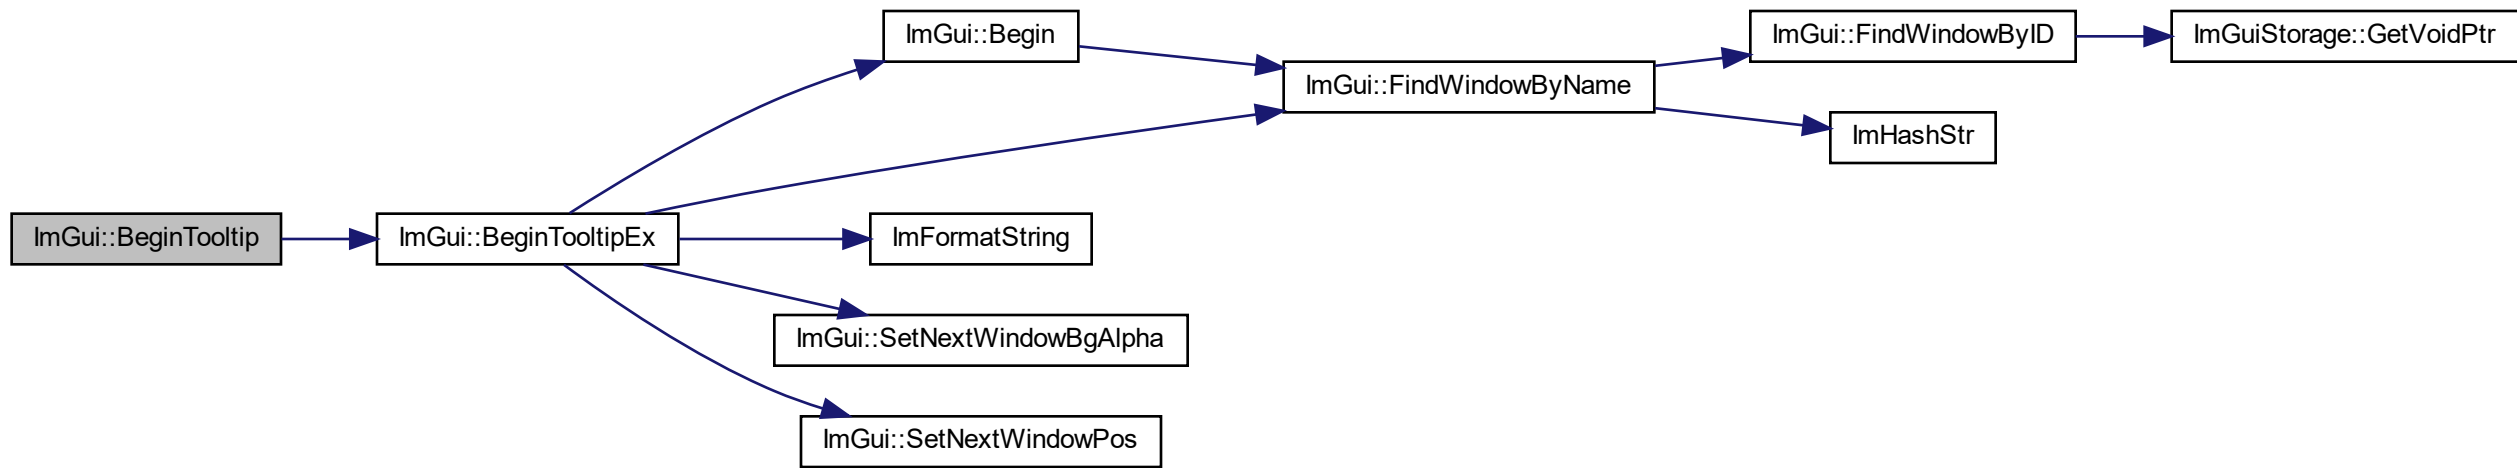 ImGui::BeginTooltip
ImGui::BeginTooltipEx
ImGui::Begin
ImGui::FindWindowByName
ImGui::FindWindowByID
ImGuiStorage::GetVoidPtr
ImHashStr
ImFormatString
ImGui::SetNextWindowBgAlpha
ImGui::SetNextWindowPos